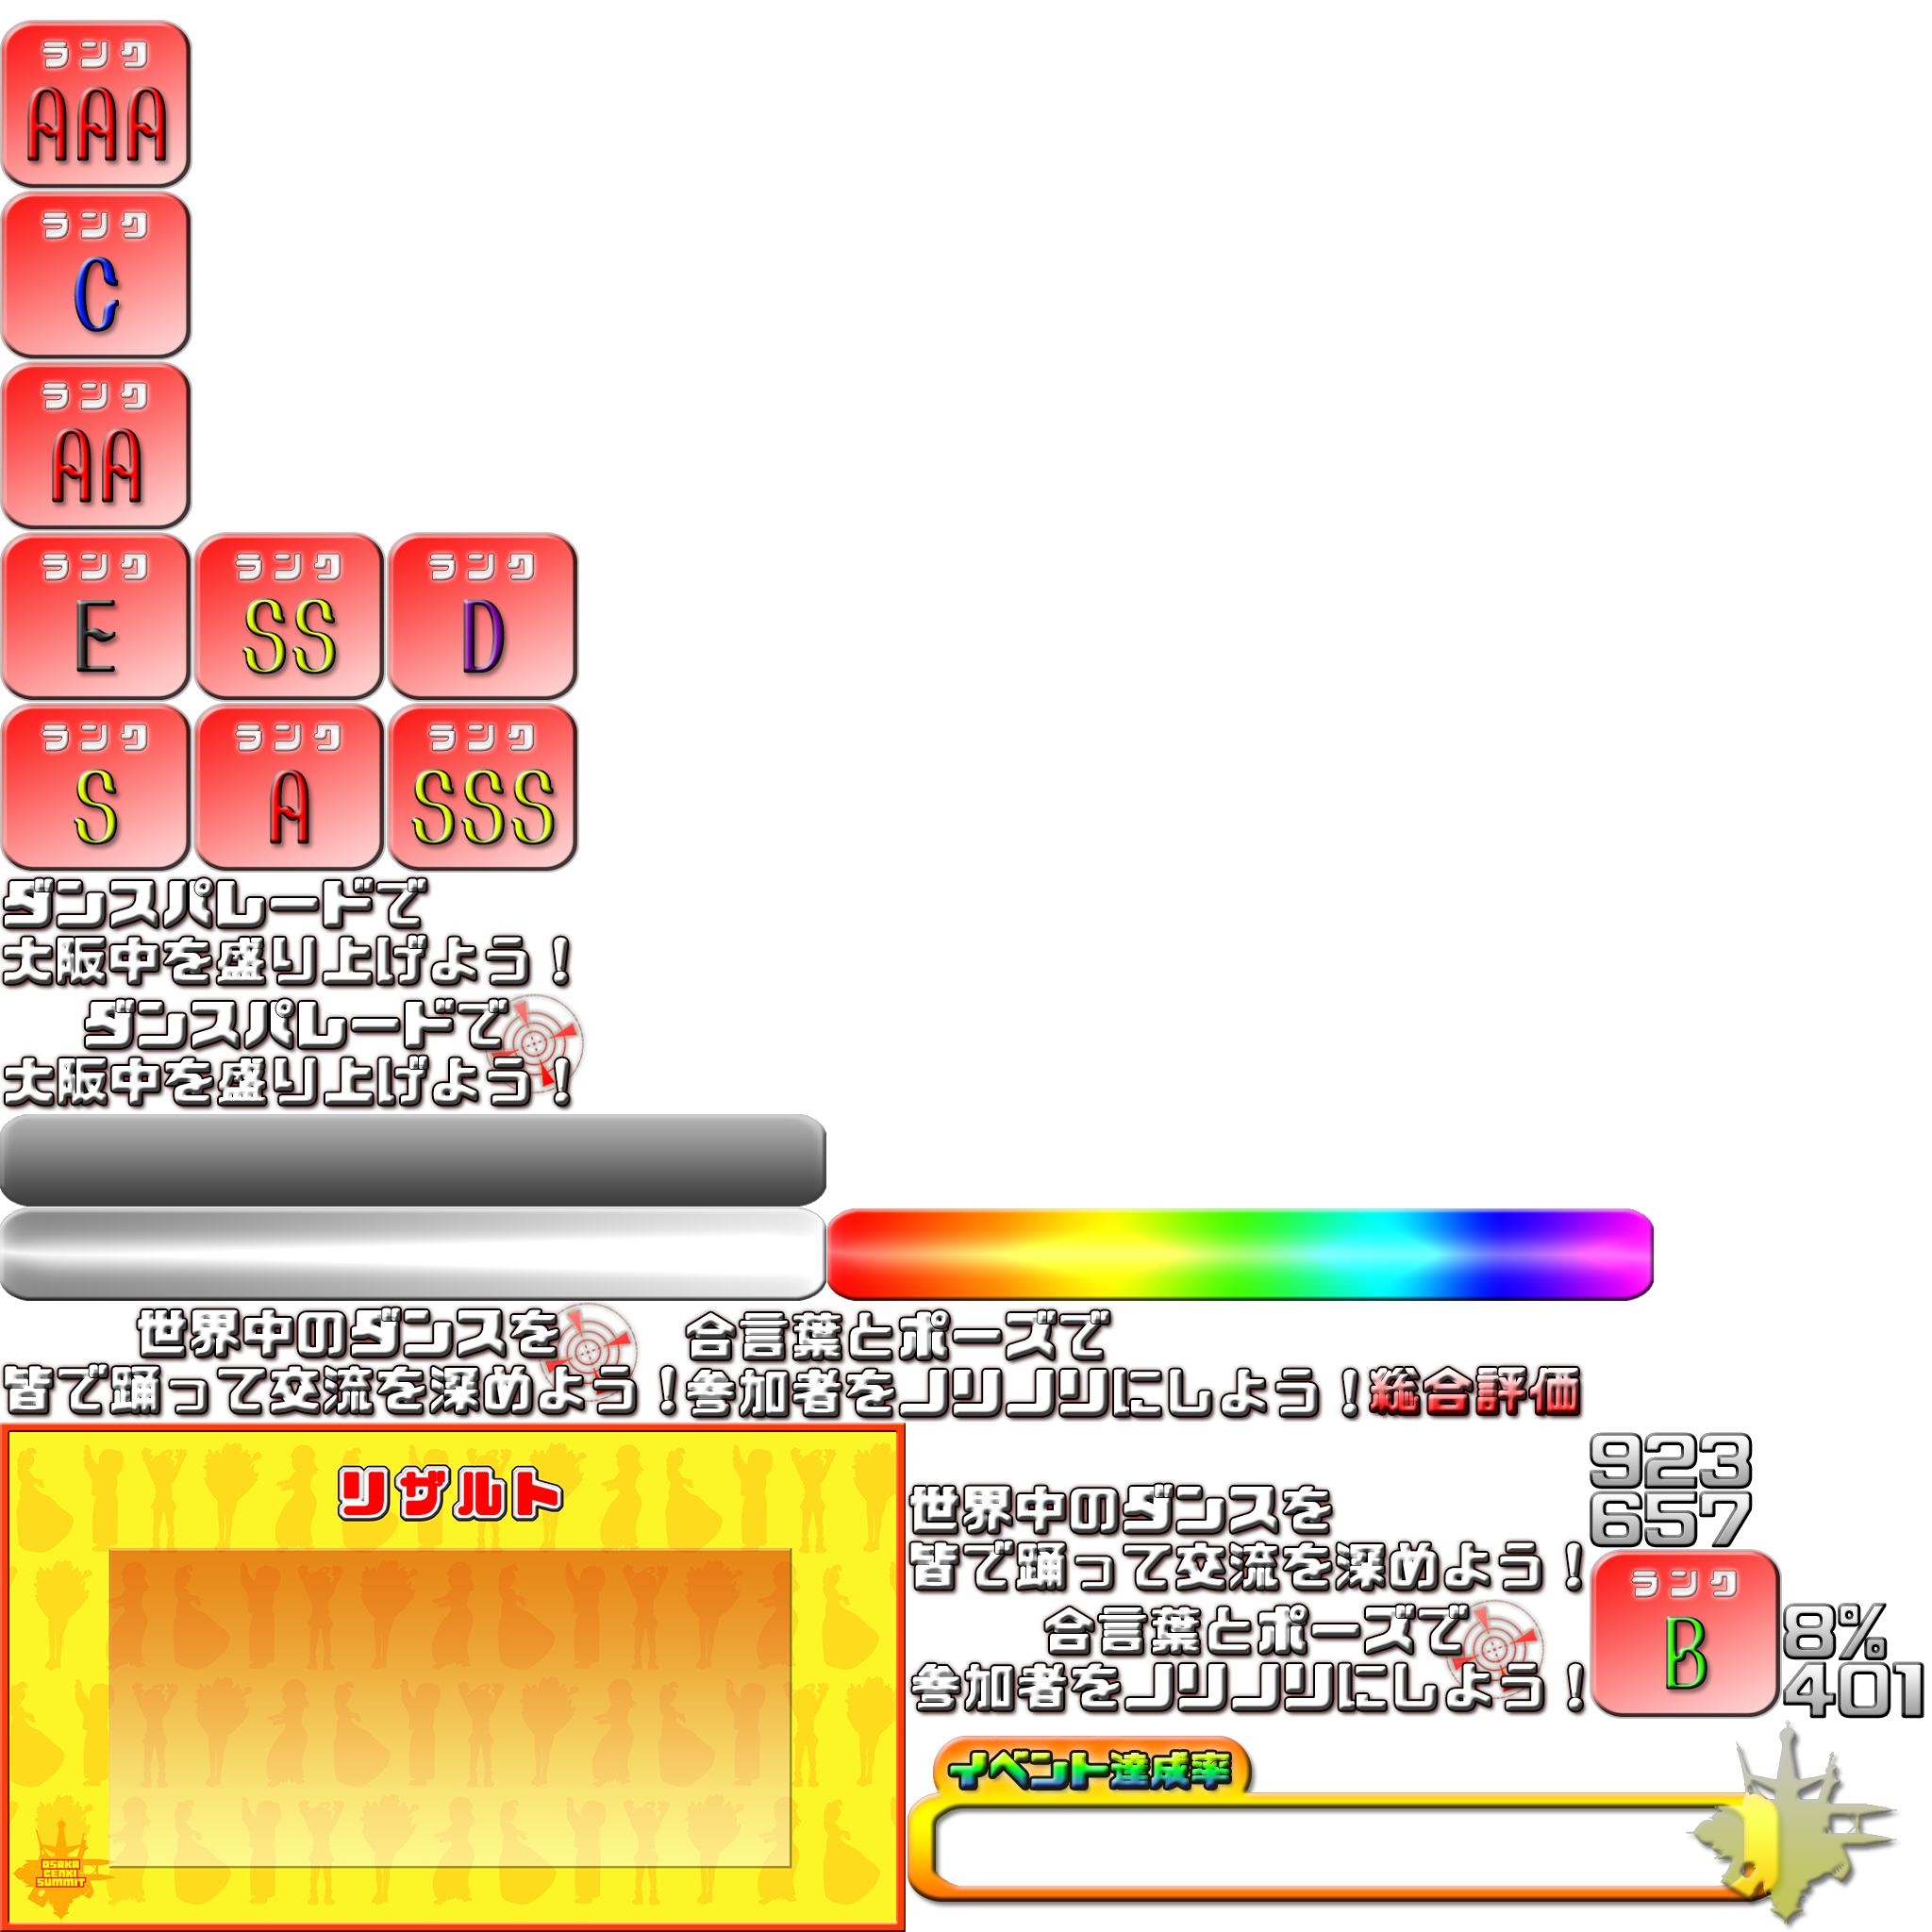 ランク
AAA
ランク
C
ランク
AA
ランク
E
ランク
SS
ランク
D
ランク
S
ランク
A
ランク
SSS
ダンスパレードで
大阪中を盛り上げよう！
ダンスパレードで
大阪中を盛り上げよう！
世界中のダンスを
皆で踊って交流を深めよう！
合言葉とポーズで
参加者をノリノリにしよう！
総合評価
リザルト
OSAKA
GENKI
SUMMIT
世界中のダンスを
皆で踊って交流を深めよう！
合言葉とポーズで
参加者をノリノリにしよう！
923
657
ランク
B
8%
401
イベント達成率